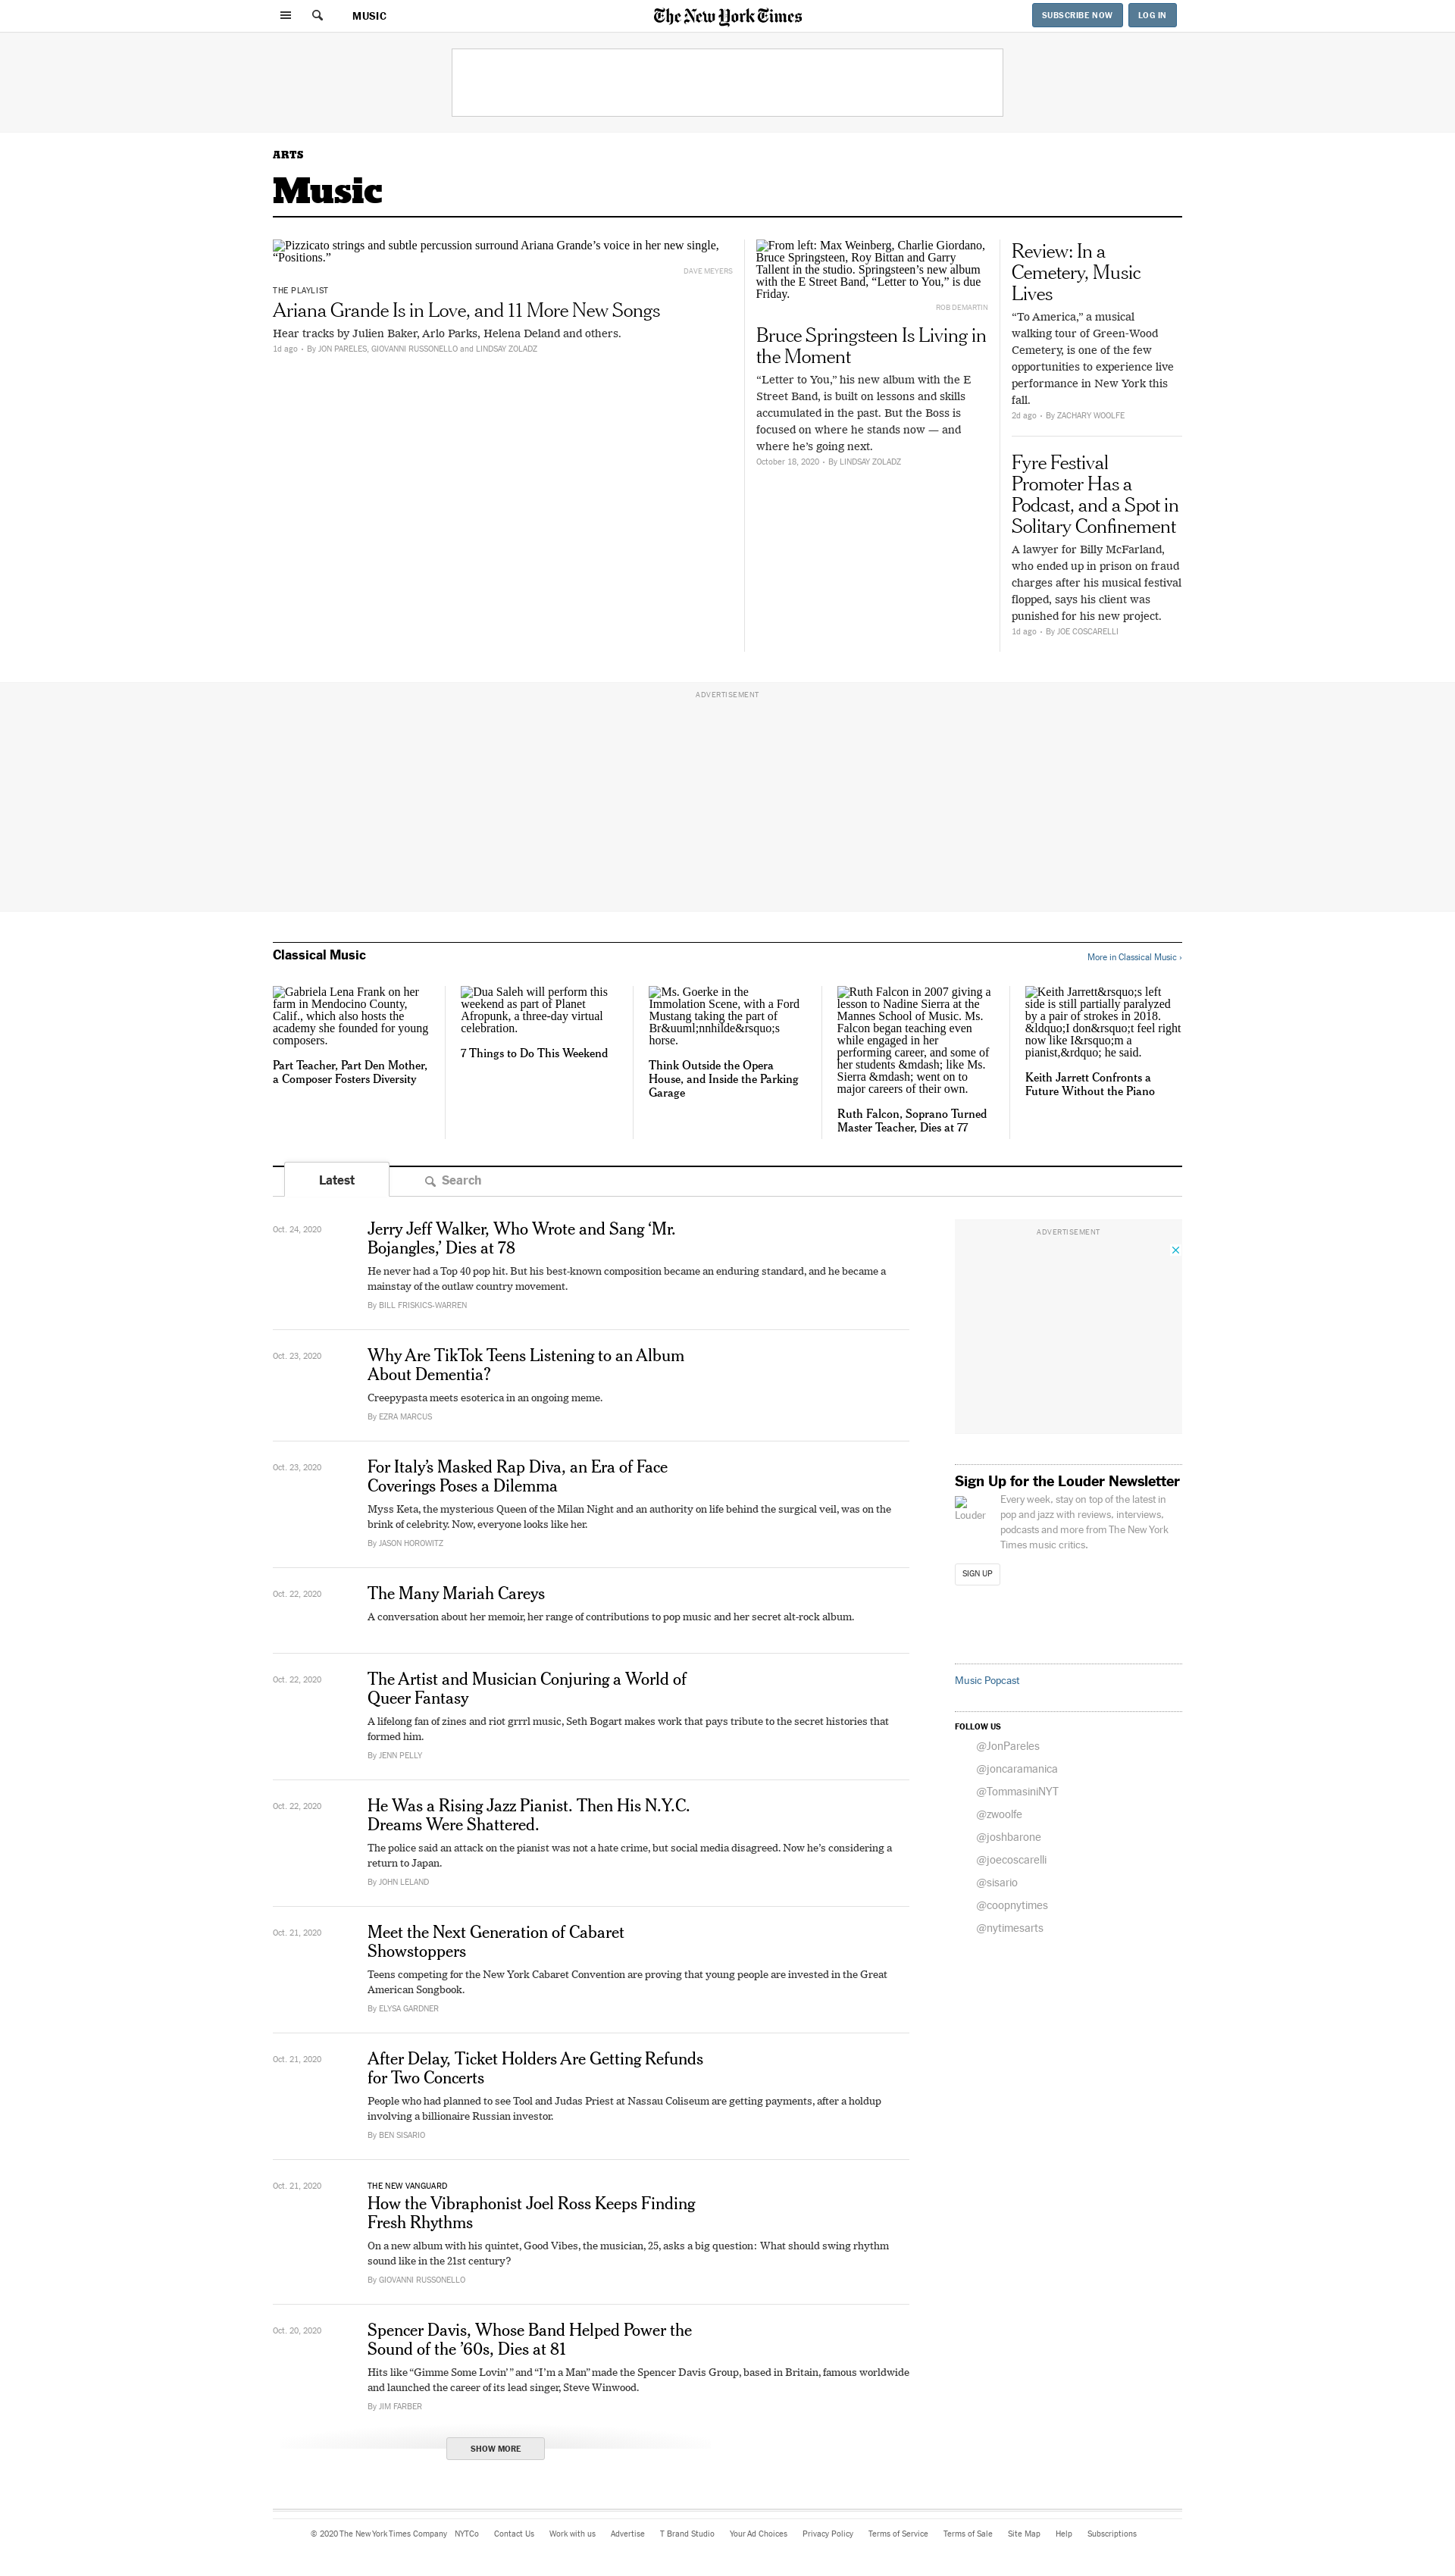 MUSIC
The New York Times
SUBSCRIBE NOW
LOG IN
ARTS
Music
Pizzicato strings and subtle percussion surround Ariana Grande’s voice in her new single,
“Positions.”
DAVE MEYERS
THE PLAYLIST
Ariana Grande Is in Love, and 11 More New Songs
Hear tracks by Julien Baker, Arlo Parks, Helena Deland and others.
1d ago • By JON PARELES, GIOVANNI RUSSONELLO and LINDSAY ZOLADZ
From left: Max Weinberg, Charlie Giordano,
Bruce Springsteen, Roy Bittan and Garry
Tallent in the studio. Springsteen’s new album
with the E Street Band, “Letter to You,” is due
Friday.
ROB DEMARTIN
Bruce Springsteen Is Living in
the Moment
“Letter to You,” his new album with the E
Street Band, is built on lessons and skills
accumulated in the past. But the Boss is
focused on where he stands now — and
where he’s going next.
October 18, 2020 • By LINDSAY ZOLADZ
Review: In a
Cemetery, Music
Lives
“To America,” a musical
walking tour of Green-Wood
Cemetery, is one of the few
opportunities to experience live
performance in New York this
fall.
2d ago • By ZACHARY WOOLFE
Fyre Festival
Promoter Has a
Podcast, and a Spot in
Solitary Confinement
A lawyer for Billy McFarland,
who ended up in prison on fraud
charges after his musical festival
flopped, says his client was
punished for his new project.
1d ago • By JOE COSCARELLI
ADVERTISEMENT
Classical Music
More in Classical Music ›
Gabriela Lena Frank on her
farm in Mendocino County,
Calif., which also hosts the
academy she founded for young
composers.
Part Teacher, Part Den Mother,
a Composer Fosters Diversity
Dua Saleh will perform this
weekend as part of Planet
Afropunk, a three-day virtual
celebration.
7 Things to Do This Weekend
Ms. Goerke in the
Immolation Scene, with a Ford
Mustang taking the part of
Br&uuml;nnhilde&rsquo;s
horse.
Think Outside the Opera
House, and Inside the Parking
Garage
Ruth Falcon in 2007 giving a
lesson to Nadine Sierra at the
Mannes School of Music. Ms.
Falcon began teaching even
while engaged in her
performing career, and some of
her students &mdash; like Ms.
Sierra &mdash; went on to
major careers of their own.
Ruth Falcon, Soprano Turned
Master Teacher, Dies at 77
Keith Jarrett&rsquo;s left
side is still partially paralyzed
by a pair of strokes in 2018.
&ldquo;I don&rsquo;t feel right
now like I&rsquo;m a
pianist,&rdquo; he said.
Keith Jarrett Confronts a
Future Without the Piano
Latest
Search
Oct. 24, 2020
Jerry Jeff Walker, Who Wrote and Sang ‘Mr.
Bojangles,’ Dies at 78
He never had a Top 40 pop hit. But his best-known composition became an enduring standard, and he became a
mainstay of the outlaw country movement.
By BILL FRISKICS-WARREN
Oct. 23, 2020
Why Are TikTok Teens Listening to an Album
About Dementia?
Creepypasta meets esoterica in an ongoing meme.
By EZRA MARCUS
Oct. 23, 2020
For Italy’s Masked Rap Diva, an Era of Face
Coverings Poses a Dilemma
Myss Keta, the mysterious Queen of the Milan Night and an authority on life behind the surgical veil, was on the
brink of celebrity. Now, everyone looks like her.
By JASON HOROWITZ
Oct. 22, 2020
The Many Mariah Careys
A conversation about her memoir, her range of contributions to pop music and her secret alt-rock album.
Oct. 22, 2020
The Artist and Musician Conjuring a World of
Queer Fantasy
A lifelong fan of zines and riot grrrl music, Seth Bogart makes work that pays tribute to the secret histories that
formed him.
By JENN PELLY
Oct. 22, 2020
He Was a Rising Jazz Pianist. Then His N.Y.C.
Dreams Were Shattered.
The police said an attack on the pianist was not a hate crime, but social media disagreed. Now he’s considering a
return to Japan.
By JOHN LELAND
Oct. 21, 2020
Meet the Next Generation of Cabaret
Showstoppers
Teens competing for the New York Cabaret Convention are proving that young people are invested in the Great
American Songbook.
By ELYSA GARDNER
Oct. 21, 2020
After Delay, Ticket Holders Are Getting Refunds
for Two Concerts
People who had planned to see Tool and Judas Priest at Nassau Coliseum are getting payments, after a holdup
involving a billionaire Russian investor.
By BEN SISARIO
Oct. 21, 2020
THE NEW VANGUARD
How the Vibraphonist Joel Ross Keeps Finding
Fresh Rhythms
On a new album with his quintet, Good Vibes, the musician, 25, asks a big question: What should swing rhythm
sound like in the 21st century?
By GIOVANNI RUSSONELLO
Oct. 20, 2020
Spencer Davis, Whose Band Helped Power the
Sound of the ’60s, Dies at 81
Hits like “Gimme Some Lovin’ ” and “I’m a Man” made the Spencer Davis Group, based in Britain, famous worldwide
and launched the career of its lead singer, Steve Winwood.
By JIM FARBER
SHOW MORE
ADVERTISEMENT
Sign Up for the Louder Newsletter
Louder
Every week, stay on top of the latest in
pop and jazz with reviews, interviews,
podcasts and more from The New York
Times music critics.
SIGN UP
Music Popcast
FOLLOW US
@JonPareles
@joncaramanica
@TommasiniNYT
@zwoolfe
@joshbarone
@joecoscarelli
@sisario
@coopnytimes
@nytimesarts
© 2020 The New York Times Company NYTCo Contact Us Work with us Advertise T Brand Studio Your Ad Choices Privacy Policy Terms of Service Terms of Sale Site Map Help Subscriptions